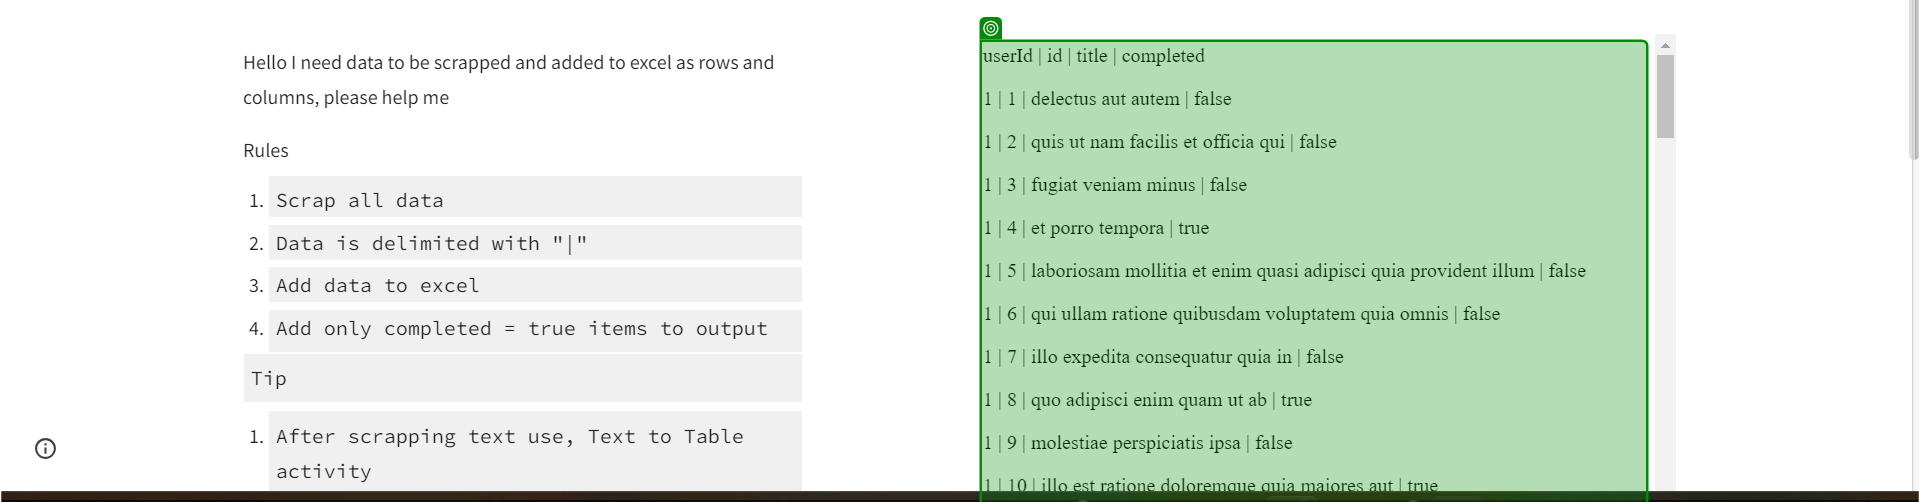 Hello I need data to be scrapped and added to excel as rows and
columns, please help me
Rules
1. Scrap all data
2. Data is delimited with "|"
3. Add data to excel
4. Add only completed = true items to output
Tip
1. After scrapping text use, Text to Table
activity
userId | id | title | completed
1 | 1 | delectus aut autem | false
1 | 2 | quis ut nam facilis et officia qui | false
1 | 3 | fugiat veniam minus | false
1 | 4 | et porro tempora | true
1 | 5 | laboriosam mollitia et enim quasi adipisci quia provident illum | false
1 | 6 | qui ullam ratione quibusdam voluptatem quia omnis | false
1 | 7 | illo expedita consequatur quia in | false
1 | 8 | quo adipisci enim quam ut ab | true
1 | 9 | molestiae perspiciatis ipsa | false
1 | 10 | illo est ratione doloremque quia maiores aut | true